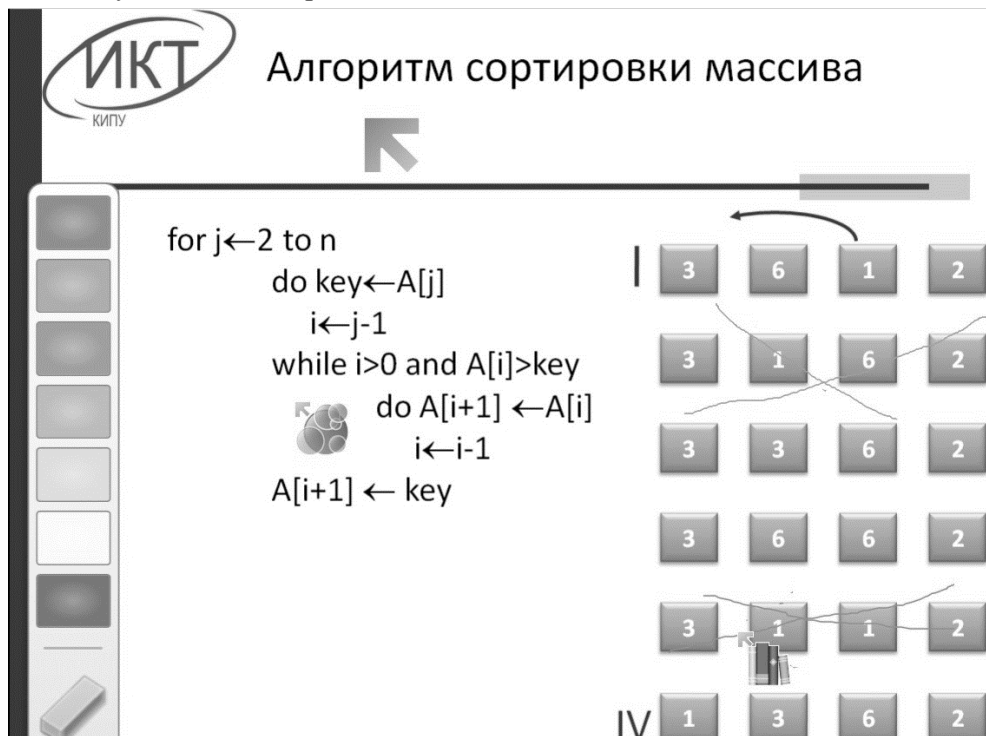 ИКТ
КИПУ
Алгоритм сортировки массива
for j←2 to n
do key←A[j]
i←j-1
while i>0 and A[i]>key
do A[i+1] ←A[i]
i←i-1
A[i+1] ← key
I 3 6 1 2
3 1 6 2
3 3 6 2
3 6 6 2
3 1 1 2
IV 1 3 6 2